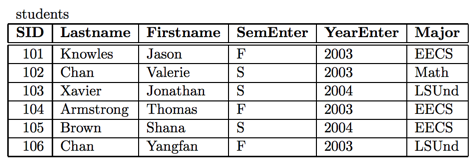 students
SID Lastname Firstname SemEnter YearEnter Major
101 Knowles Jason F 2003 EECS
102 Chan Valerie S 2003 Math
103 Xavier Jonathan S 2004 LSUnd
104 Armstrong Thomas F 2003 EECS
105 Brown Shana S 2004 EECS
106 Chan Yangfan F 2003 LSUnd